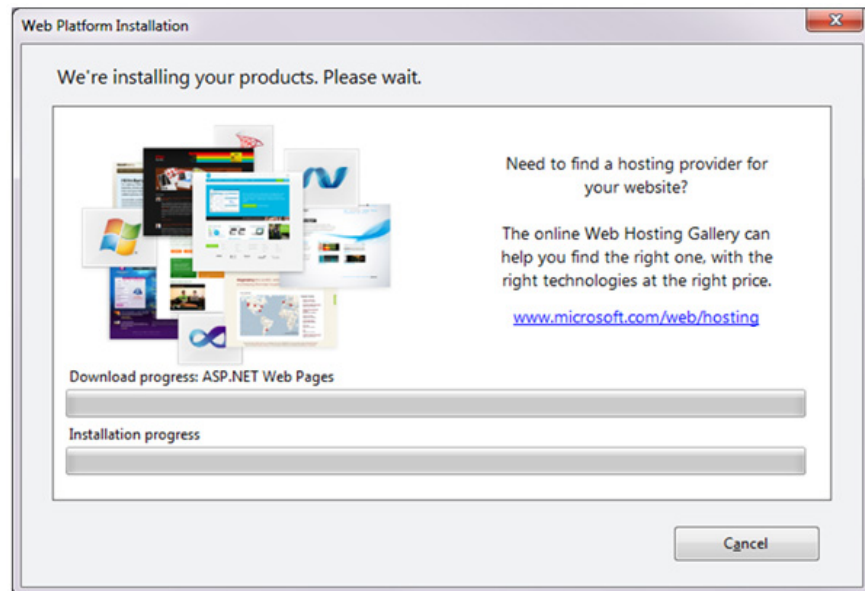 Web Platform Installation
We're installing your products. Please wait.
Need to find a hosting provider for
your website?
The online Web Hosting Gallery can
help you find the right one, with the
right technologies at the right price.
www.microsoft.com/web/hosting
Download progress: ASP.NET Web Pages
Installation progress
Cancel